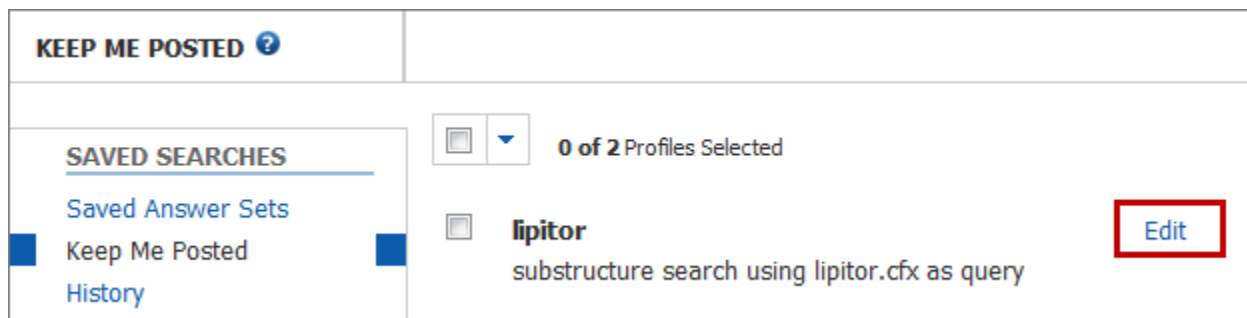 KEEP ME POSTED ?
SAVED SEARCHES
Saved Answer Sets
Keep Me Posted
History
0 of 2 Profiles Selected
lipitor
Edit
substructure search using lipitor.cfx as query